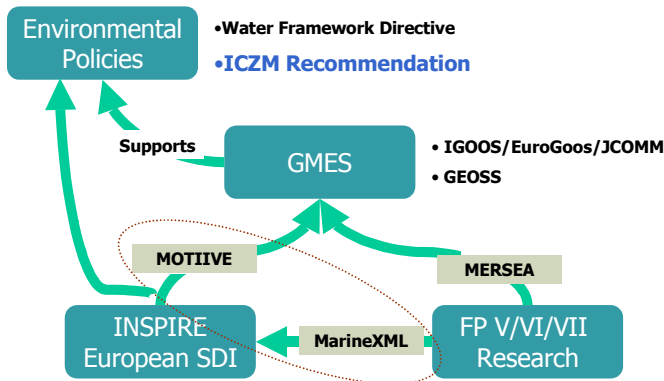 Environmental
Policies
•Water Framework Directive
•ICZM Recommendation
Supports
GMES
• IGOOS/EuroGoos/JCOMM
• GEOSS
MOTIIVE
MERSEA
INSPIRE
European SDI
MarineXML
FP V/VI/VII
Research